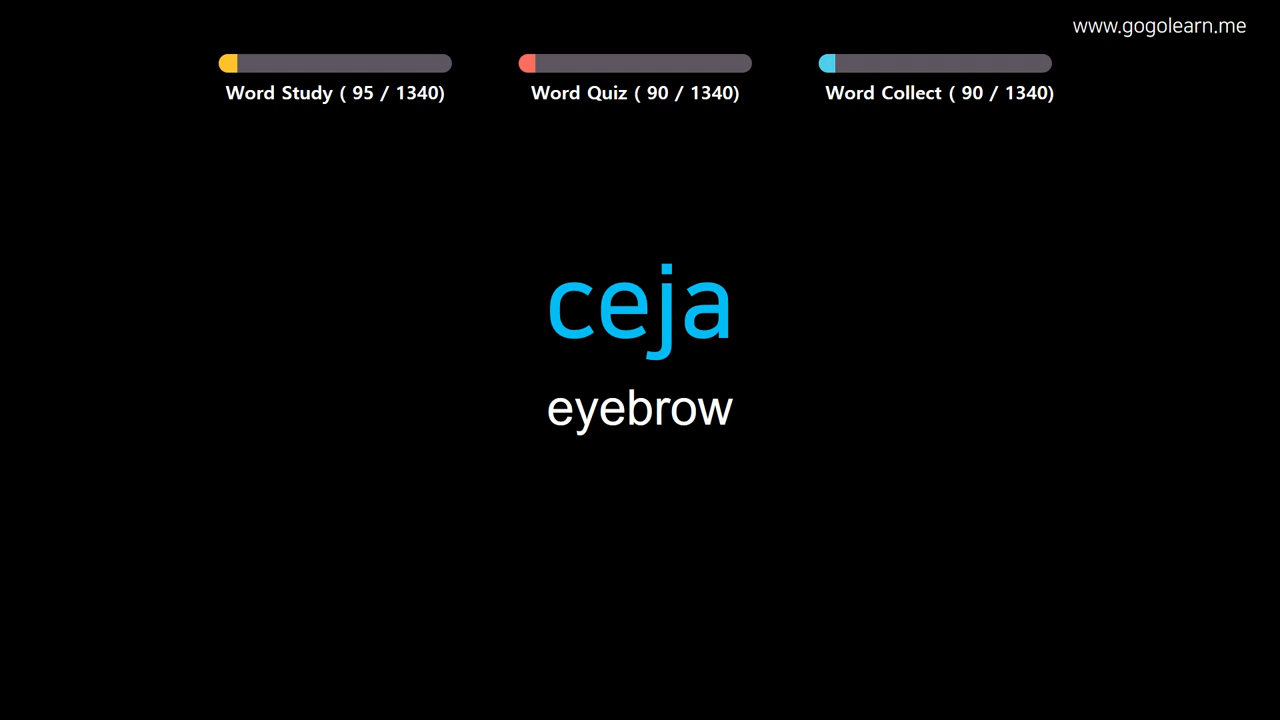 www.gogolearn.me
Word Study ( 95 / 1340)
Word Quiz ( 90 / 1340)
Word Collect ( 90 / 1340)
ceja
eyebrow